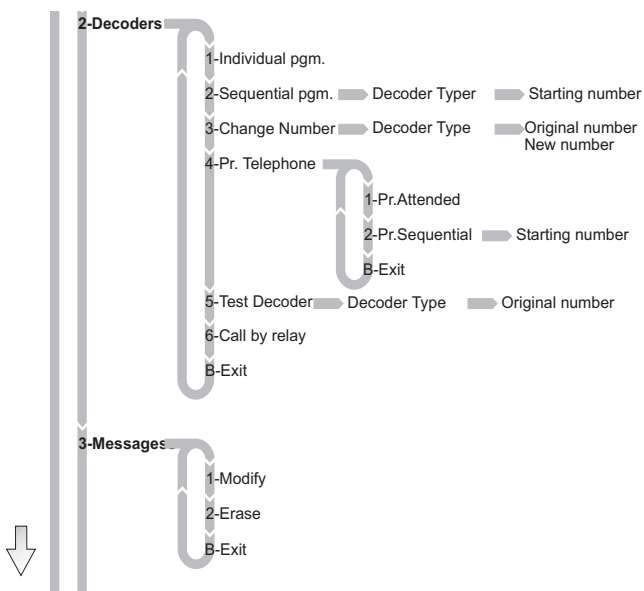 2-Decoders
1-Individual pgm.
2-Sequential pgm. Decoder Typer Starting number
3-Change Number Decoder Type Original number
New number
4-Pr. Telephone
1-Pr.Attended
2-Pr.Sequential Starting number
B-Exit
5-Test Decoder Decoder Type Original number
6-Call by relay
B-Exit
3-Messages
1-Modify
2-Erase
B-Exit